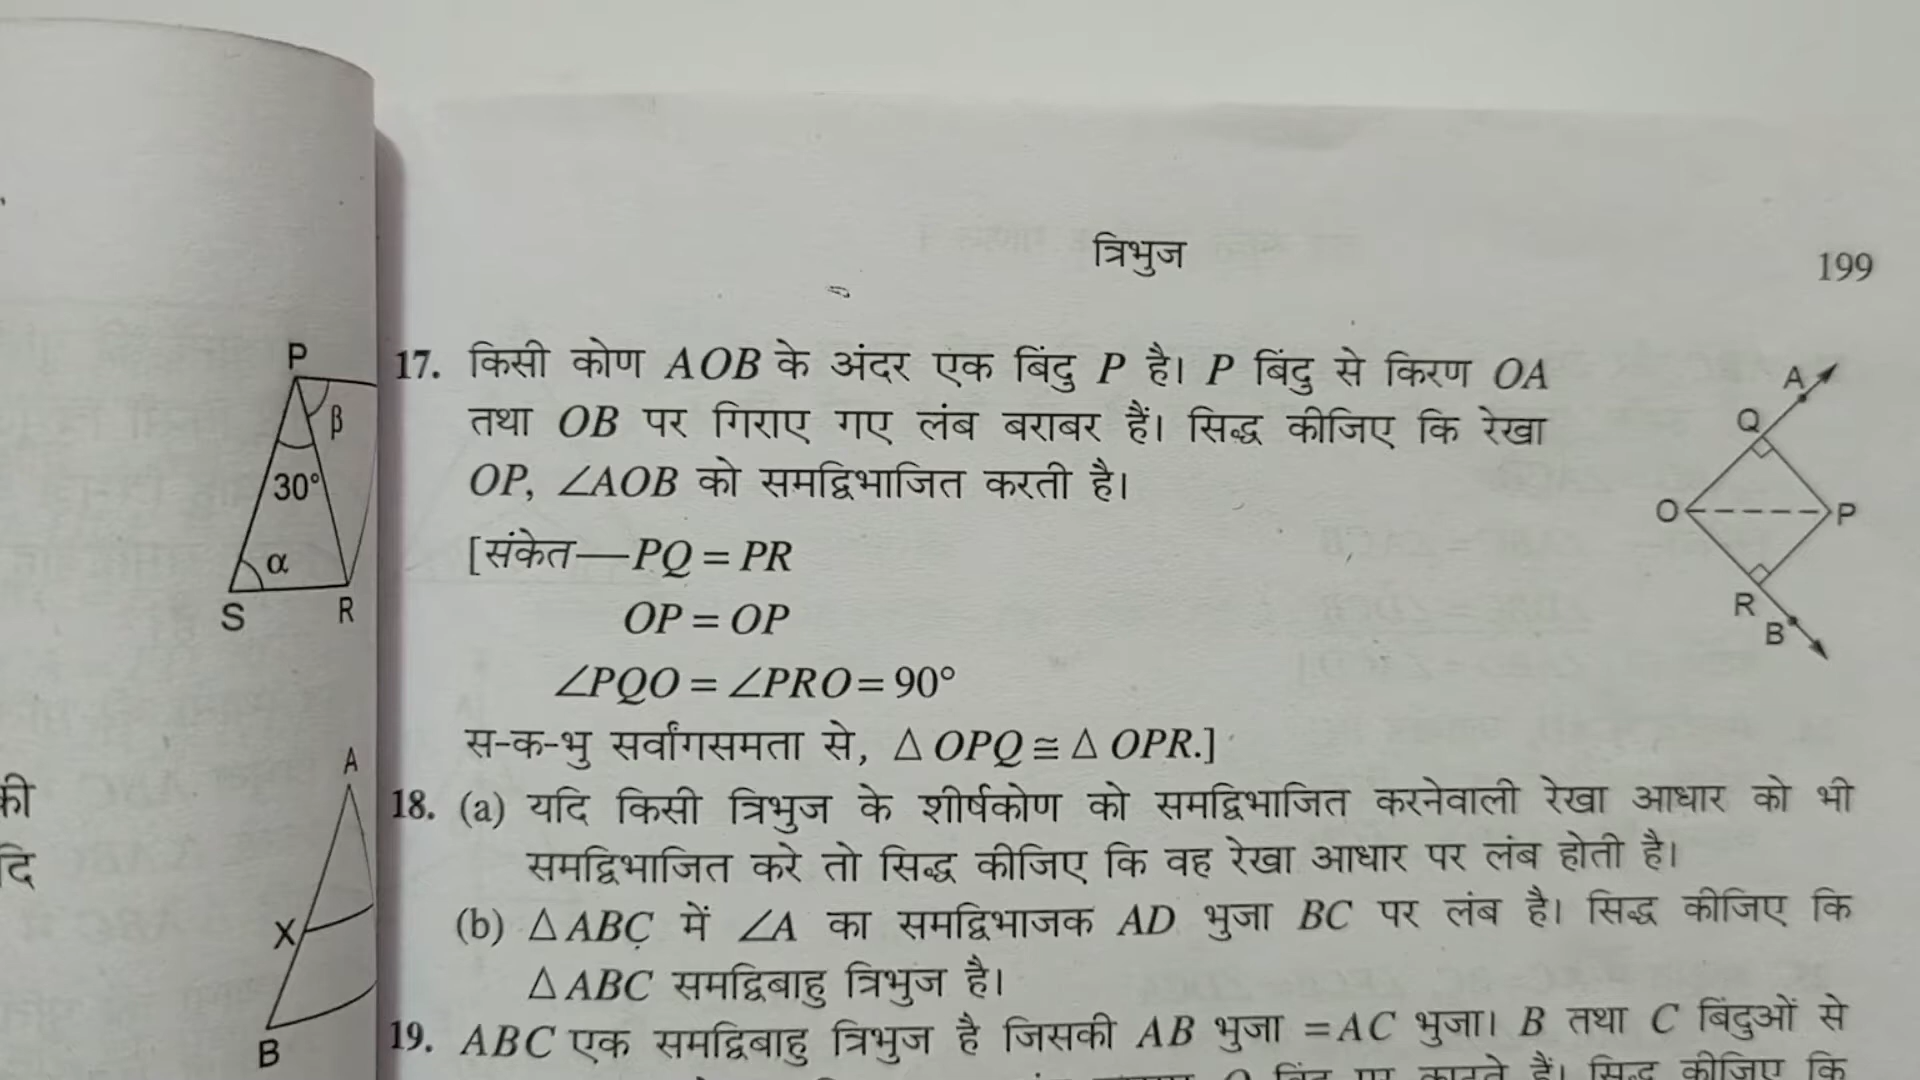 त्रिभुज
199
17. किसी कोण AOB के अंदर एक बिंदु P है। P बिंदु से किरण OA
तथा OB पर गिराए गए लंब बराबर हैं। सिद्ध कीजिए कि रेखा
OP, ∠AOB को समद्विभाजित करती है।
[संकेत—PQ = PR
OP = OP
∠PQO = ∠PRO = 90°
स-क-भु सर्वांगसमता से, △ OPQ ≅ △ OPR.]
A
Q
O
P
R
B
18. (a) यदि किसी त्रिभुज के शीर्षकोण को समद्विभाजित करनेवाली रेखा आधार को भी
समद्विभाजित करे तो सिद्ध कीजिए कि वह रेखा आधार पर लंब होती है।
(b) △ ABC में ∠A का समद्विभाजक AD भुजा BC पर लंब है। सिद्ध कीजिए कि
△ ABC समद्विबाहु त्रिभुज है।
19. ABC एक समद्विबाहु त्रिभुज है जिसकी AB भुजा = AC भुजा। B तथा C बिंदुओं से
बिंदु पर काटते हैं। सिद्ध कीजिए कि
P
β
30°
α
S
R
A
X
B
की
दि